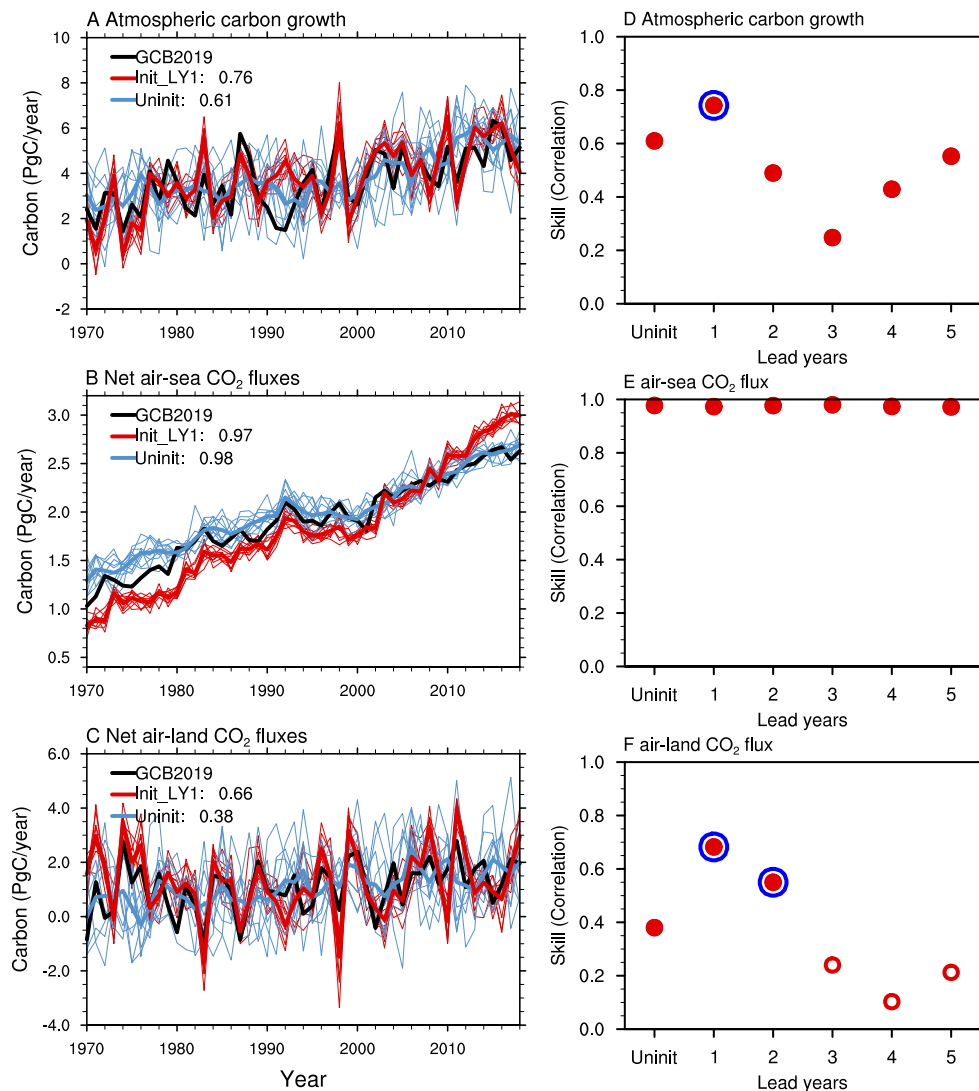 A Atmospheric carbon growth
GCB2019
Init_LY1: 0.76
Uninit: 0.61
Carbon (PgC/year)
10
8
6
4
2
0
-2
1970 1980 1990 2000 2010
D Atmospheric carbon growth
Skill (Correlation)
1.0
0.8
0.6
0.4
0.2
0.0
Uninit 1 2 3 4 5
Lead years
B Net air-sea CO₂ fluxes
GCB2019
Init_LY1: 0.97
Uninit: 0.98
Carbon (PgC/year)
3.0
2.5
2.0
1.5
1.0
0.5
1970 1980 1990 2000 2010
E air-sea CO₂ flux
Skill (Correlation)
1.0
0.8
0.6
0.4
0.2
0.0
Uninit 1 2 3 4 5
Lead years
C Net air-land CO₂ fluxes
GCB2019
Init_LY1: 0.66
Uninit: 0.38
Carbon (PgC/year)
6.0
4.0
2.0
0.0
-2.0
-4.0
1970 1980 1990 2000 2010
Year
F air-land CO₂ flux
Skill (Correlation)
1.0
0.8
0.6
0.4
0.2
0.0
Uninit 1 2 3 4 5
Lead years